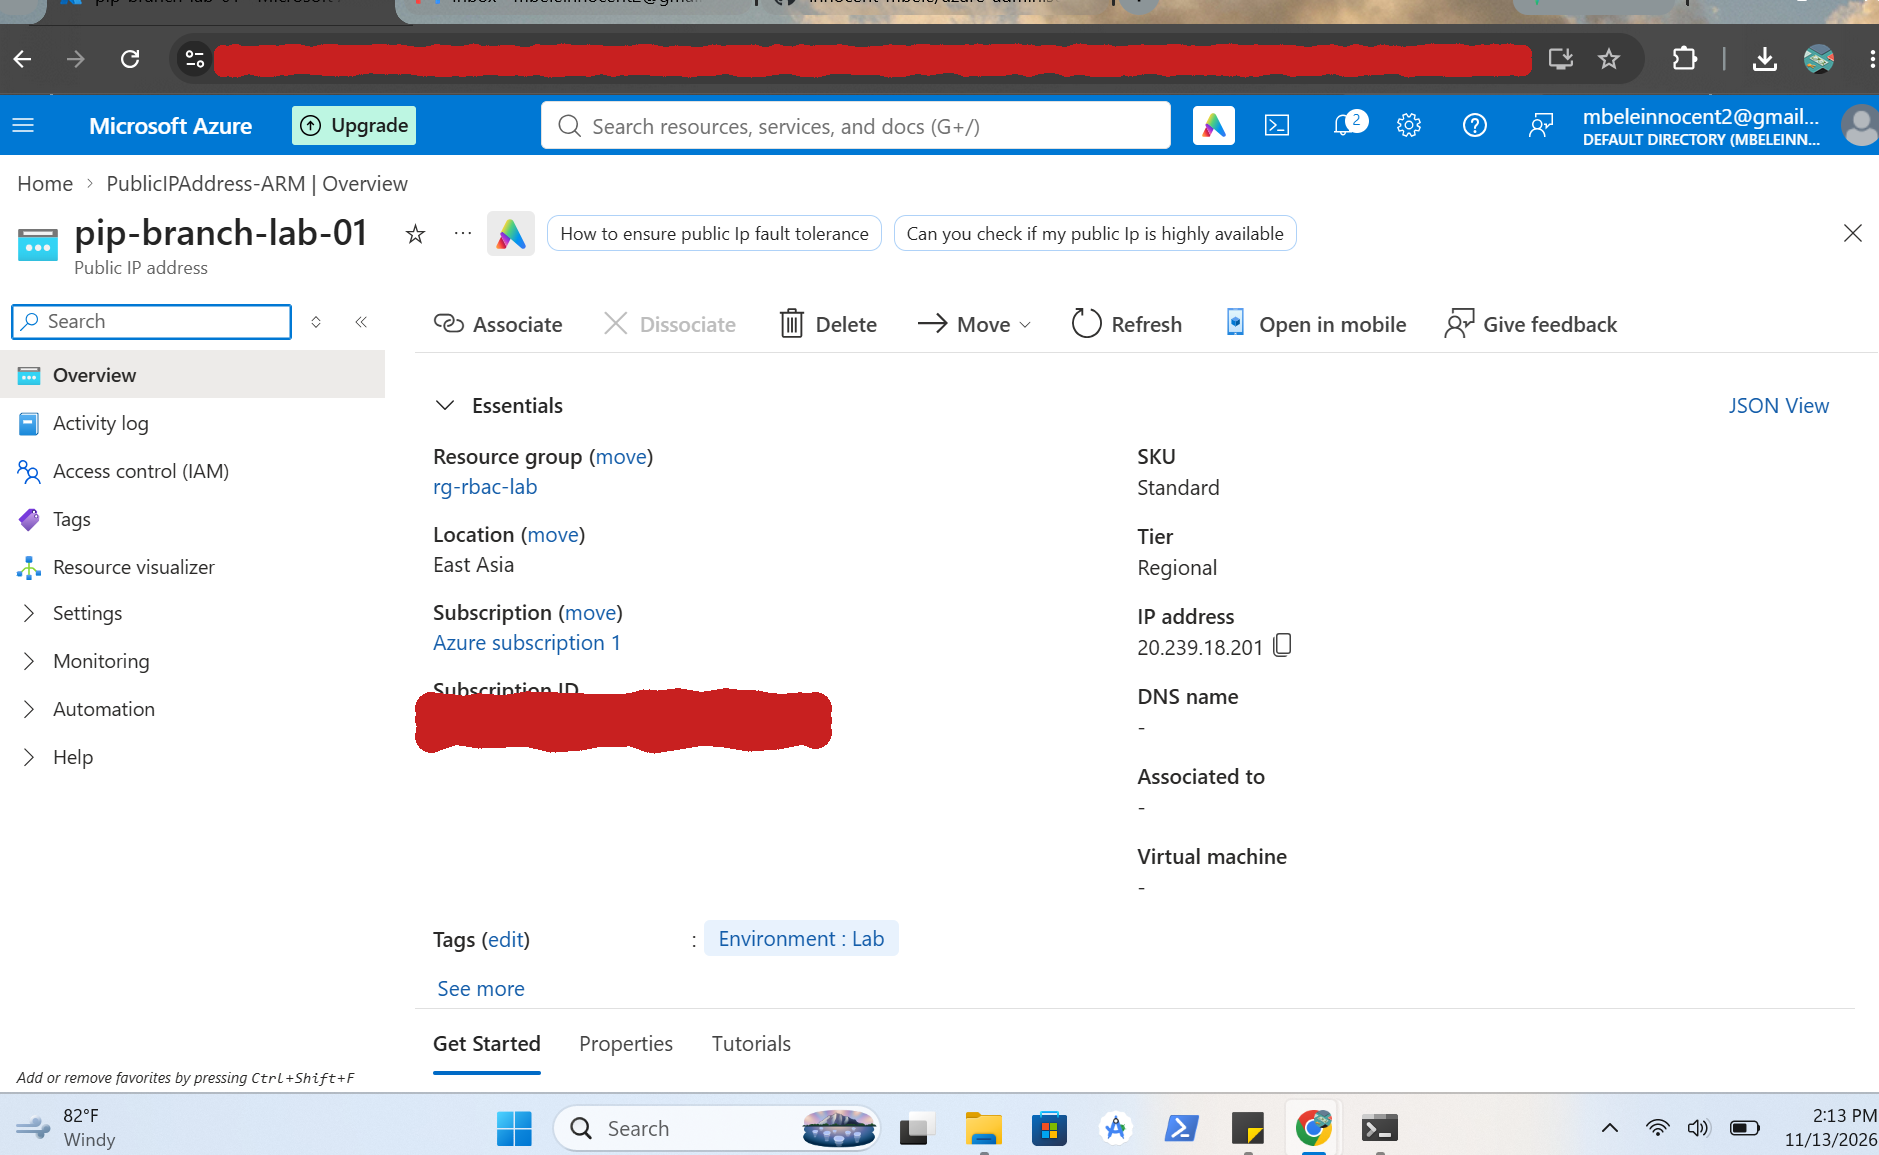 Microsoft Azure
Upgrade
Search resources, services, and docs (G+/)
2
mbeleinnocent2@gmail...
DEFAULT DIRECTORY (MBELEINN...
Home > PublicIPAddress-ARM | Overview
pip-branch-lab-01
Public IP address
How to ensure public Ip fault tolerance
Can you check if my public Ip is highly available
Search
Overview
Activity log
Access control (IAM)
Tags
Resource visualizer
Settings
Monitoring
Automation
Help
Add or remove favorites by pressing Ctrl+Shift+F
Associate
Dissociate
Delete
Move
Refresh
Open in mobile
Give feedback
Essentials
JSON View
Resource group (move)
rg-rbac-lab
Location (move)
East Asia
Subscription (move)
Azure subscription 1
Subscription ID
SKU
Standard
Tier
Regional
IP address
20.239.18.201
DNS name
-
Associated to
-
Virtual machine
-
Tags (edit) : Environment : Lab
See more
Get Started
Properties
Tutorials
82°F
Windy
Search
2:13 PM
11/13/2026